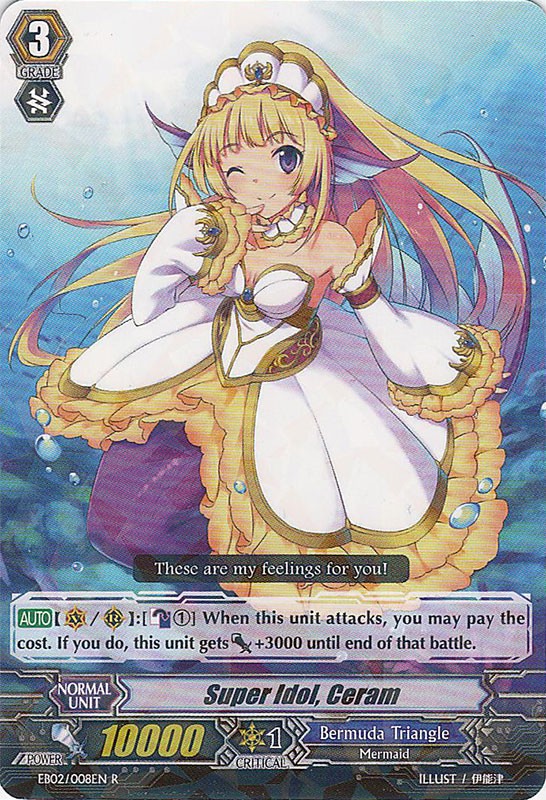 3
GRADE
These are my feelings for you!
AUTO [V / R]:[①] When this unit attacks, you may pay the
cost. If you do, this unit gets +3000 until end of that battle.
NORMAL
UNIT
Super Idol, Ceram
POWER
10000
1
CRITICAL
Bermuda Triangle
Mermaid
EB02/008EN R
ILLUST / 伊能津